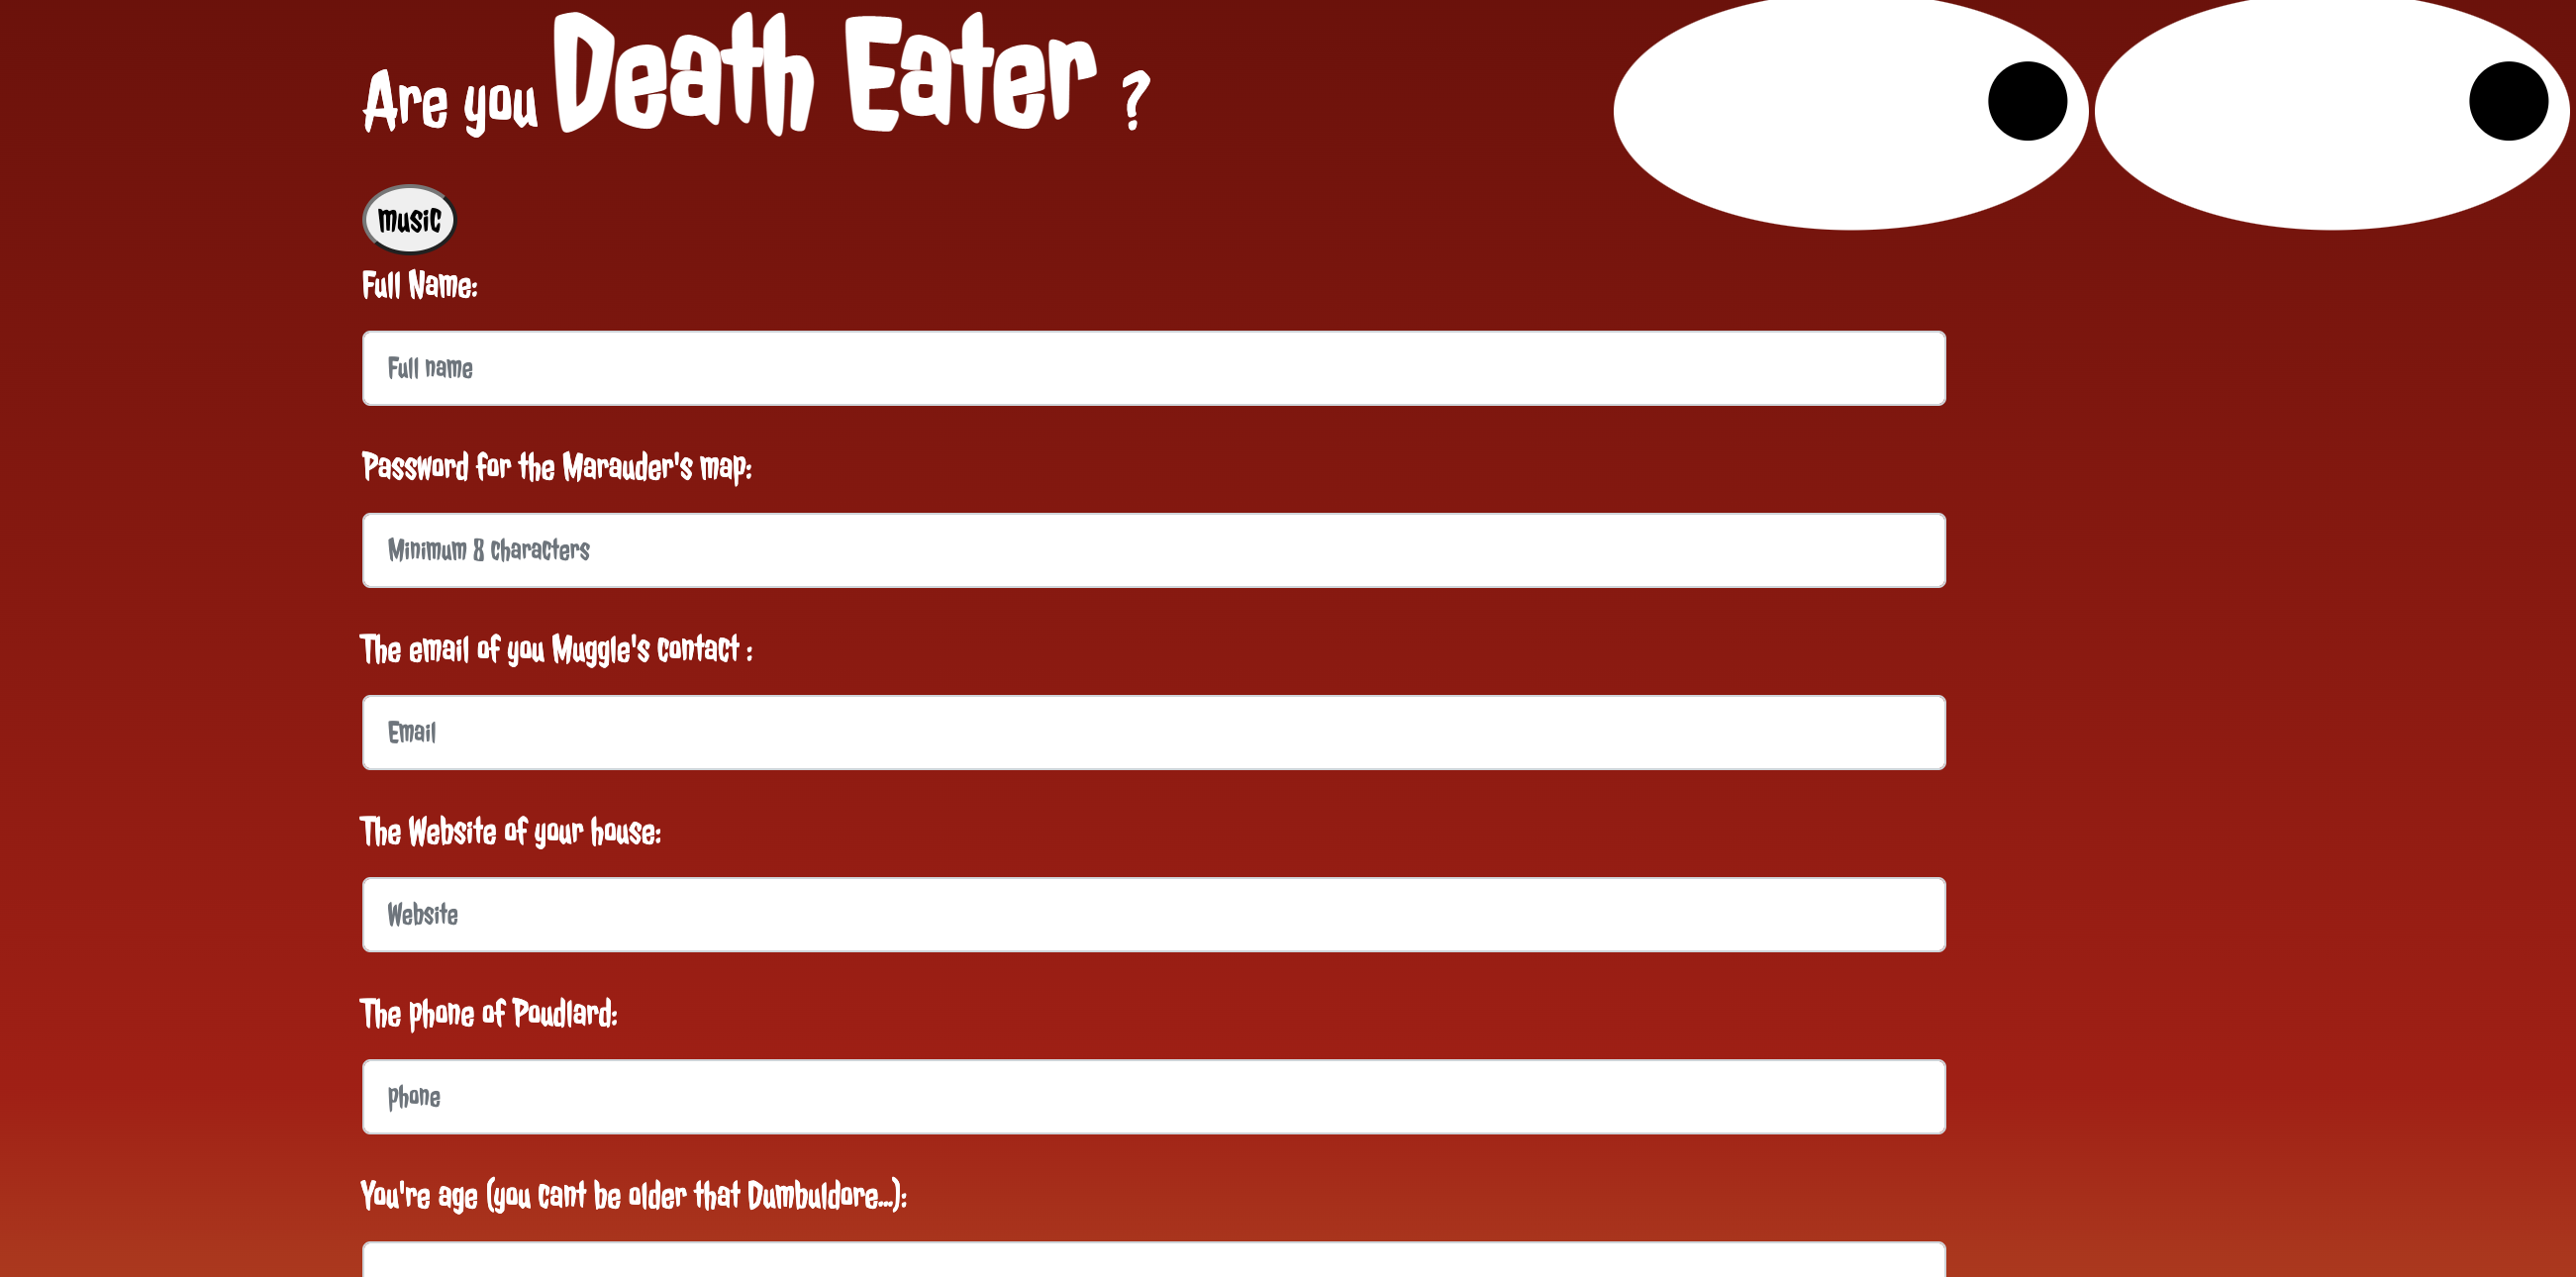 Are you Death Eater ?
music
Full Name:
Full name
Password for the Marauder's map:
Minimum 8 characters
The email of you Muggle's contact :
Email
The Website of your house:
Website
The phone of Poudlard:
phone
You're age (you cant be older that Dumbuldore...):